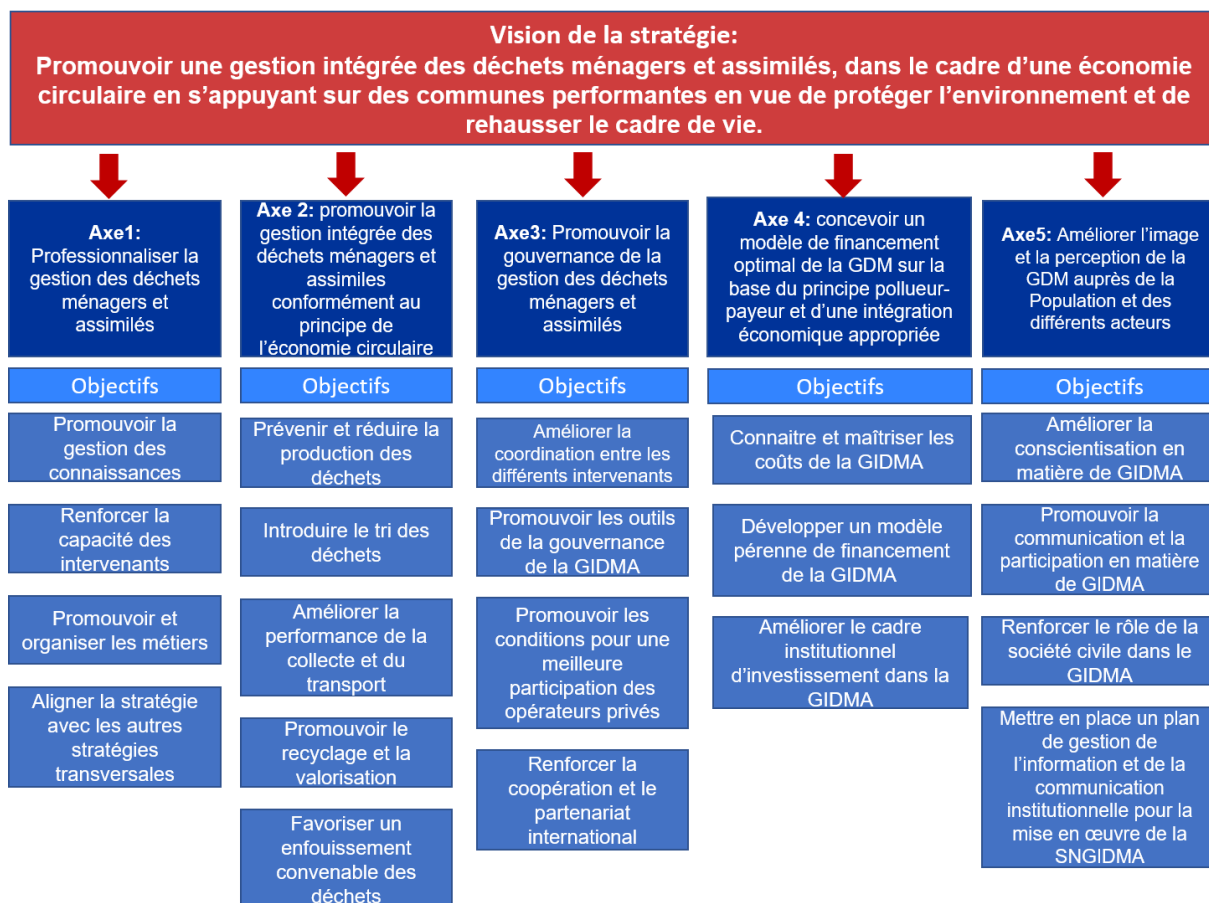 Vision de la stratégie:
Promouvoir une gestion intégrée des déchets ménagers et assimilés, dans le cadre d’une économie
circulaire en s’appuyant sur des communes performantes en vue de protéger l’environnement et de
rehausser le cadre de vie.
Axe1:
Professionnaliser la
gestion des déchets
ménagers et
assimilés
Objectifs
Promouvoir la
gestion des
connaissances
Renforcer la
capacité des
intervenants
Promouvoir et
organiser les métiers
Aligner la stratégie
avec les autres
stratégies
transversales
Axe 2: promouvoir la
gestion intégrée des
déchets ménagers et
assimiles
conformément au
principe de
l’économie circulaire
Objectifs
Prévenir et réduire la
production des
déchets
Introduire le tri des
déchets
Améliorer la
performance de la
collecte et du
transport
Promouvoir le
recyclage et la
valorisation
Favoriser un
enfouissement
convenable des
déchets
Axe3: Promouvoir la
gouvernance de la
gestion des déchets
ménagers et
assimilés
Objectifs
Améliorer la
coordination entre les
différents intervenants
Promouvoir les outils
de la gouvernance
de la GIDMA
Promouvoir les
conditions pour une
meilleure
participation des
opérateurs privés
Renforcer la
coopération et le
partenariat
international
Axe 4: concevoir un
modèle de financement
optimal de la GDM sur la
base du principe pollueur-
payeur et d’une intégration
économique appropriée
Objectifs
Connaitre et maîtriser les
coûts de la GIDMA
Développer un modèle
pérenne de financement
de la GIDMA
Améliorer le cadre
institutionnel
d’investissement dans la
GIDMA
Axe5: Améliorer l’image
et la perception de la
GDM auprès de la
Population et des
différents acteurs
Objectifs
Améliorer la
conscientisation en
matière de GIDMA
Promouvoir la
communication et la
participation en matière
de GIDMA
Renforcer le rôle de la
société civile dans le
GIDMA
Mettre en place un plan
de gestion de
l’information et de la
communication
institutionnelle pour la
mise en œuvre de la
SNGIDMA